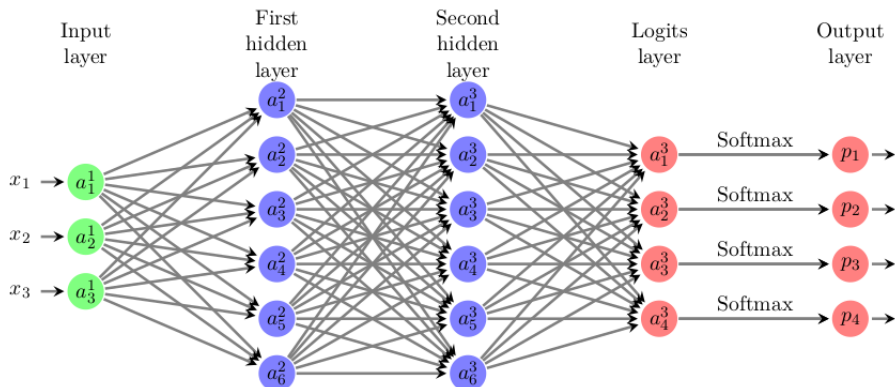 Input layer
First hidden layer
Second hidden layer
Logits layer
Output layer
x_1 a_1^1
x_2 a_2^1
x_3 a_3^1
a_1^2
a_2^2
a_3^2
a_4^2
a_5^2
a_6^2
a_1^3
a_2^3
a_3^3
a_4^3
a_5^3
a_6^3
a_1^3 Softmax p_1
a_2^3 Softmax p_2
a_3^3 Softmax p_3
a_4^3 Softmax p_4